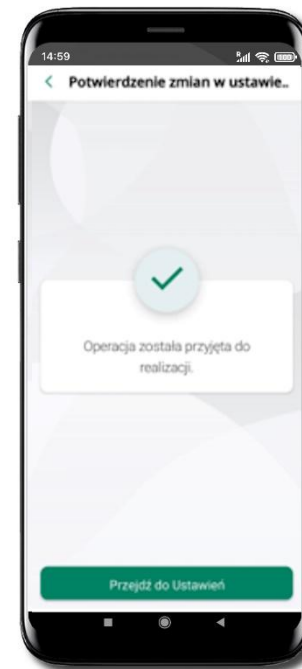 14:59
Potwierdzenie zmian w ustawie..
Operacja została przyjęta do
realizacji.
Przejdź do Ustawień